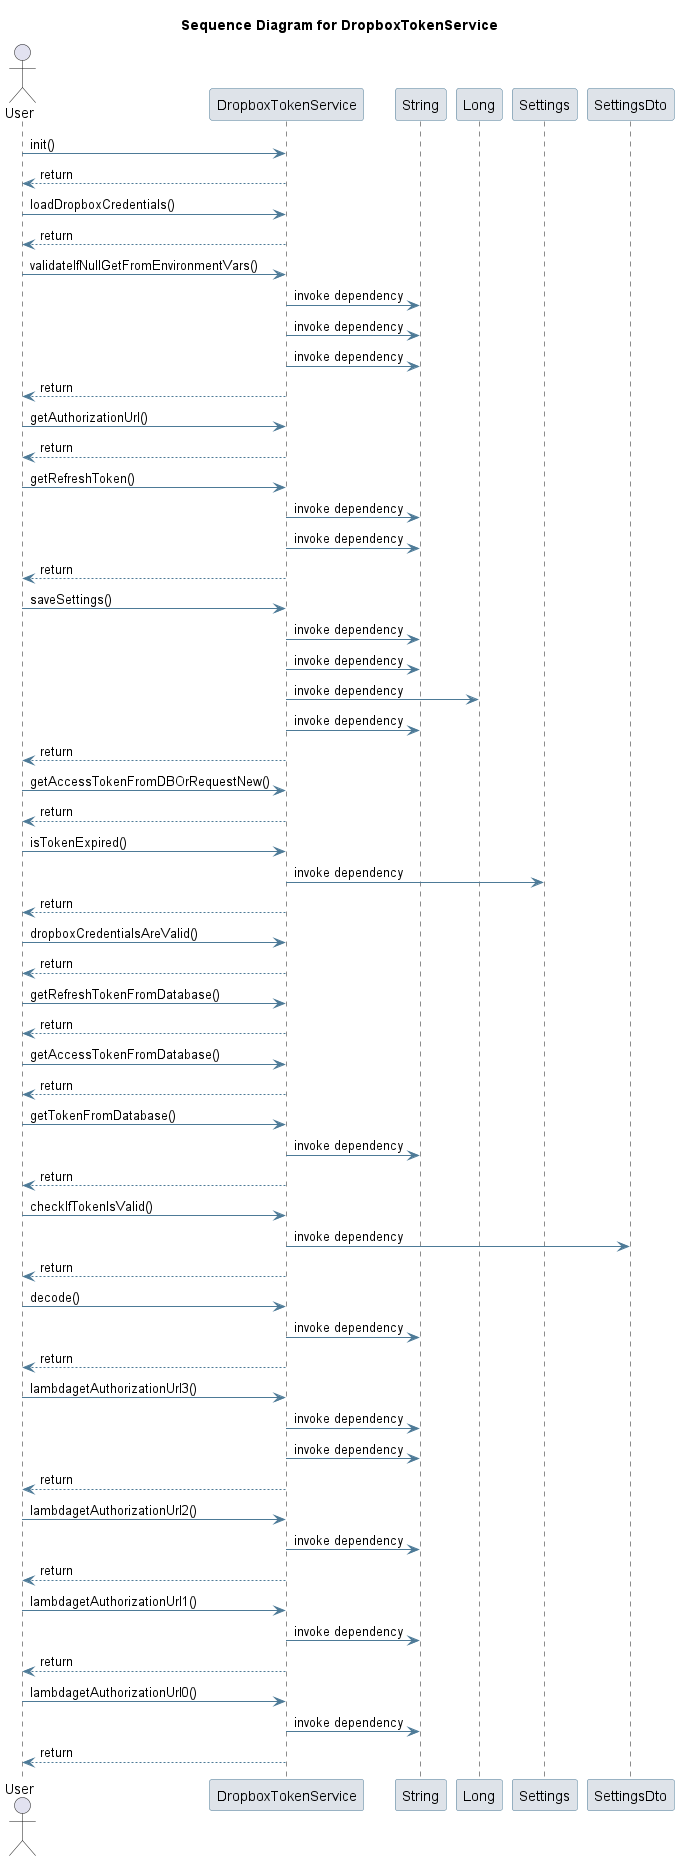 Sequence Diagram for DropboxTokenService
User
DropboxTokenService String Long Settings SettingsDto
init()
return
loadDropboxCredentials()
return
validateIfNullGetFromEnvironmentVars()
invoke dependency
invoke dependency
invoke dependency
return
getAuthorizationUrl()
return
getRefreshToken()
invoke dependency
invoke dependency
return
saveSettings()
invoke dependency
invoke dependency
invoke dependency
invoke dependency
return
getAccessTokenFromDBOrRequestNew()
return
isTokenExpired()
invoke dependency
return
dropboxCredentialsAreValid()
return
getRefreshTokenFromDatabase()
return
getAccessTokenFromDatabase()
return
getTokenFromDatabase()
invoke dependency
return
checkIfTokenIsValid()
invoke dependency
return
decode()
invoke dependency
return
lambdagetAuthorizationUrl3()
invoke dependency
invoke dependency
return
lambdagetAuthorizationUrl2()
invoke dependency
return
lambdagetAuthorizationUrl1()
invoke dependency
return
lambdagetAuthorizationUrl0()
invoke dependency
return
User
DropboxTokenService String Long Settings SettingsDto